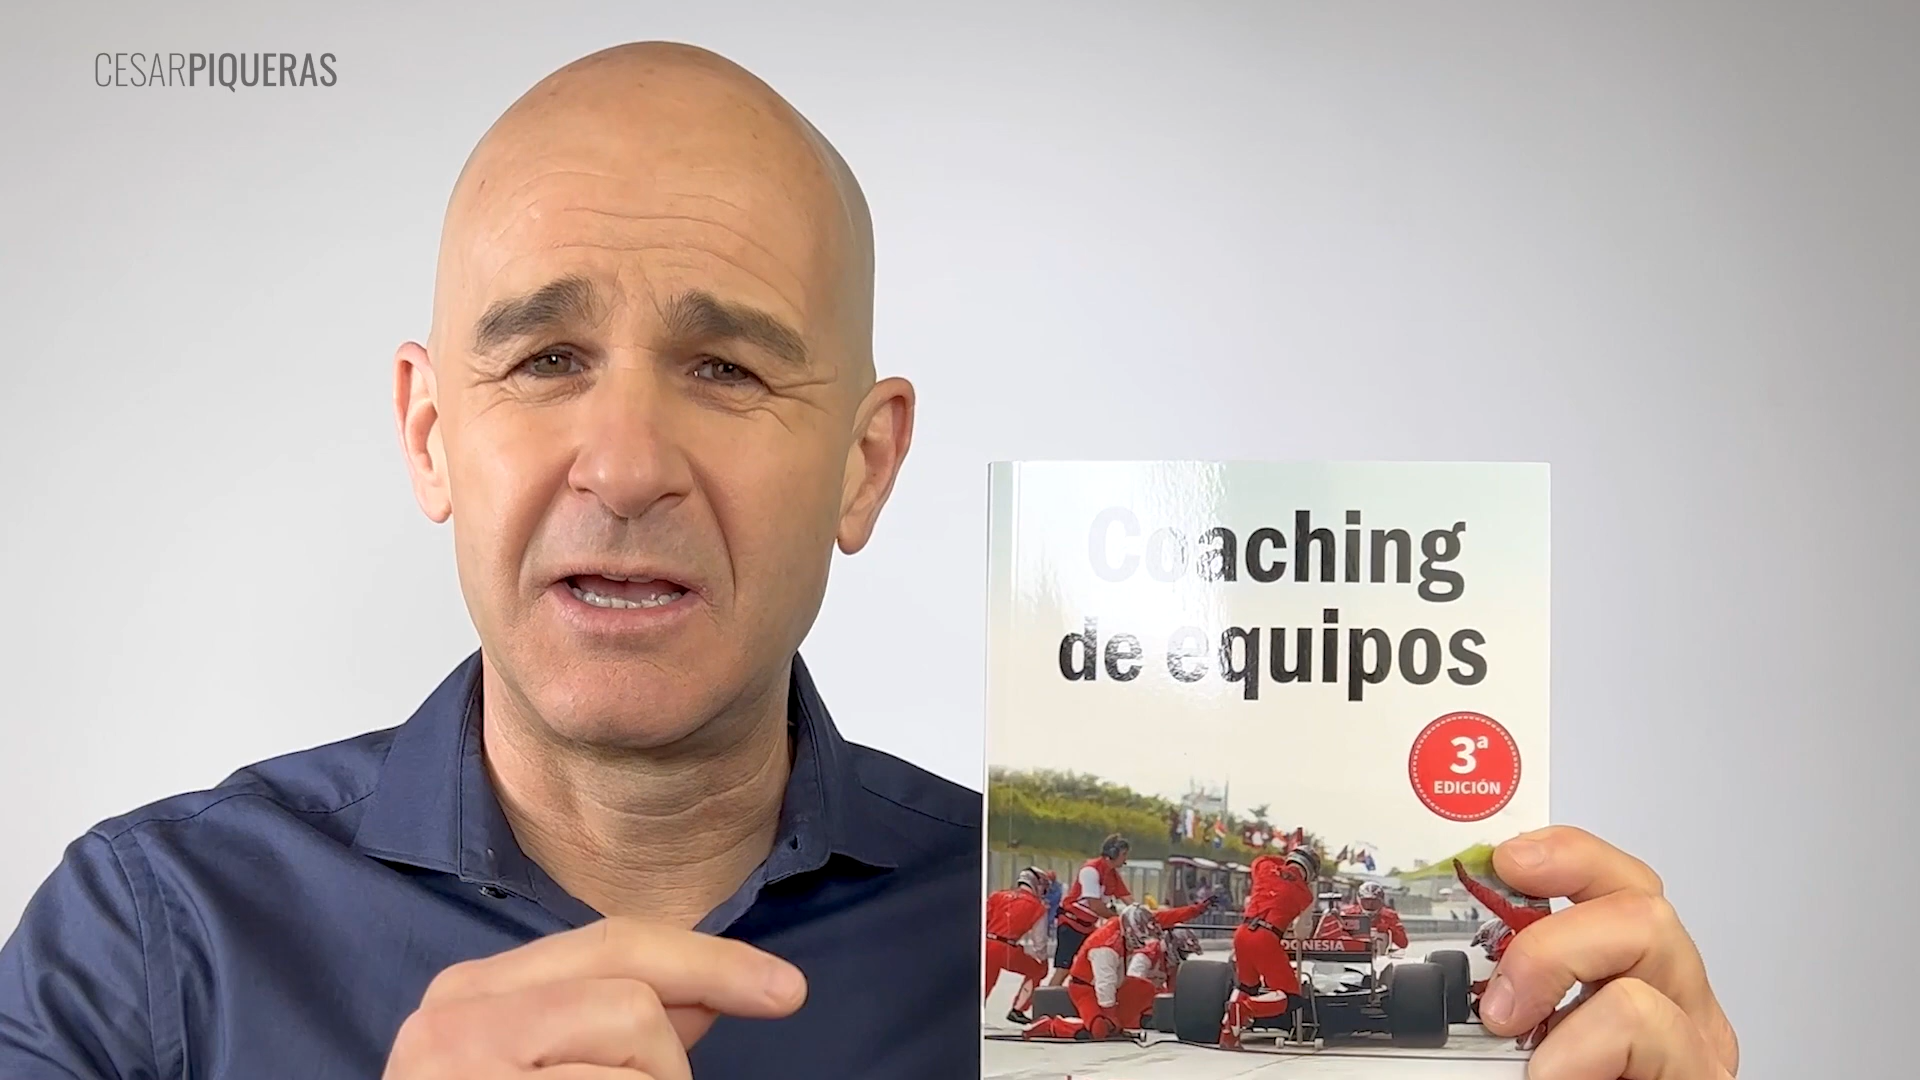 CESARPIQUERAS
Coaching
de equipos
3ª
EDICIÓN
DONESIA